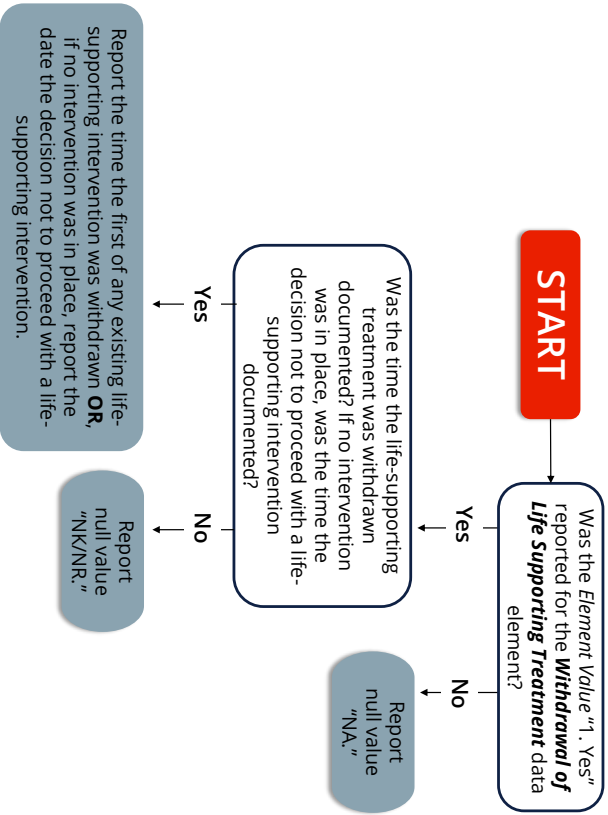 START
Was the Element Value “1. Yes”
reported for the Withdrawal of
Life Supporting Treatment data
element?
Yes
No
Was the time the life-supporting
treatment was withdrawn
documented? If no intervention
was in place, was the time the
decision not to proceed with a life-
supporting intervention
documented?
Report
null value
“NA.”
Yes
No
Report the time the first of any existing life-
supporting intervention was withdrawn OR,
if no intervention was in place, report the
date the decision not to proceed with a life-
supporting intervention.
Report
null value
“NK/NR.”